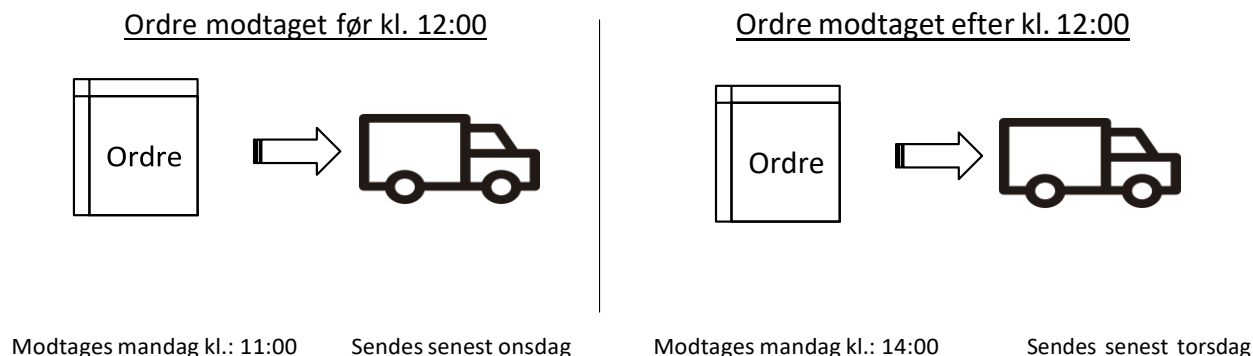 Ordre modtaget før kl. 12:00
Ordre
Modtages mandag kl.: 11:00
Sendes senest onsdag
Ordre modtaget efter kl. 12:00
Ordre
Modtages mandag kl.: 14:00
Sendes senest torsdag